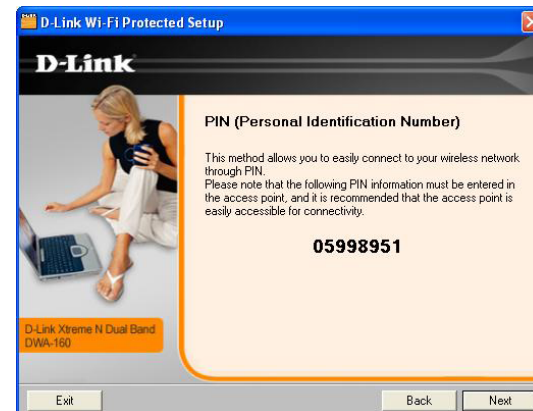 D-Link Wi-Fi Protected Setup
D-Link
PIN (Personal Identification Number)
This method allows you to easily connect to your wireless network
through PIN.
Please note that the following PIN information must be entered in
the access point, and it is recommended that the access point is
easily accessible for connectivity.
05998951
D-Link Xtreme N Dual Band
DWA-160
Exit
Back
Next